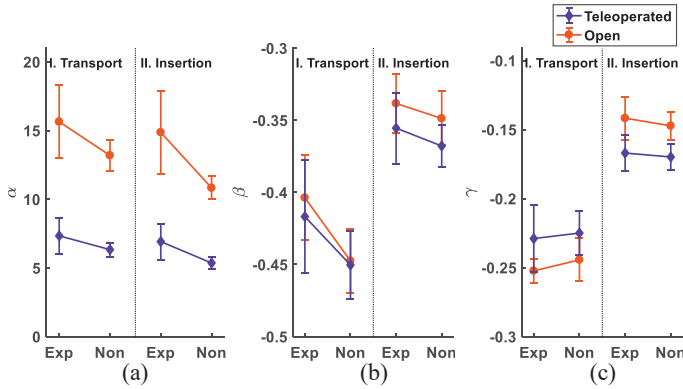 Teleoperated
Open
20
15
10
5
0
α
I. Transport
II. Insertion
Exp
Non
Exp
Non
(a)
-0.3
-0.35
-0.4
-0.45
-0.5
β
I. Transport
II. Insertion
Exp
Non
Exp
Non
(b)
-0.1
-0.15
-0.2
-0.25
-0.3
γ
I. Transport
II. Insertion
Exp
Non
Exp
Non
(c)